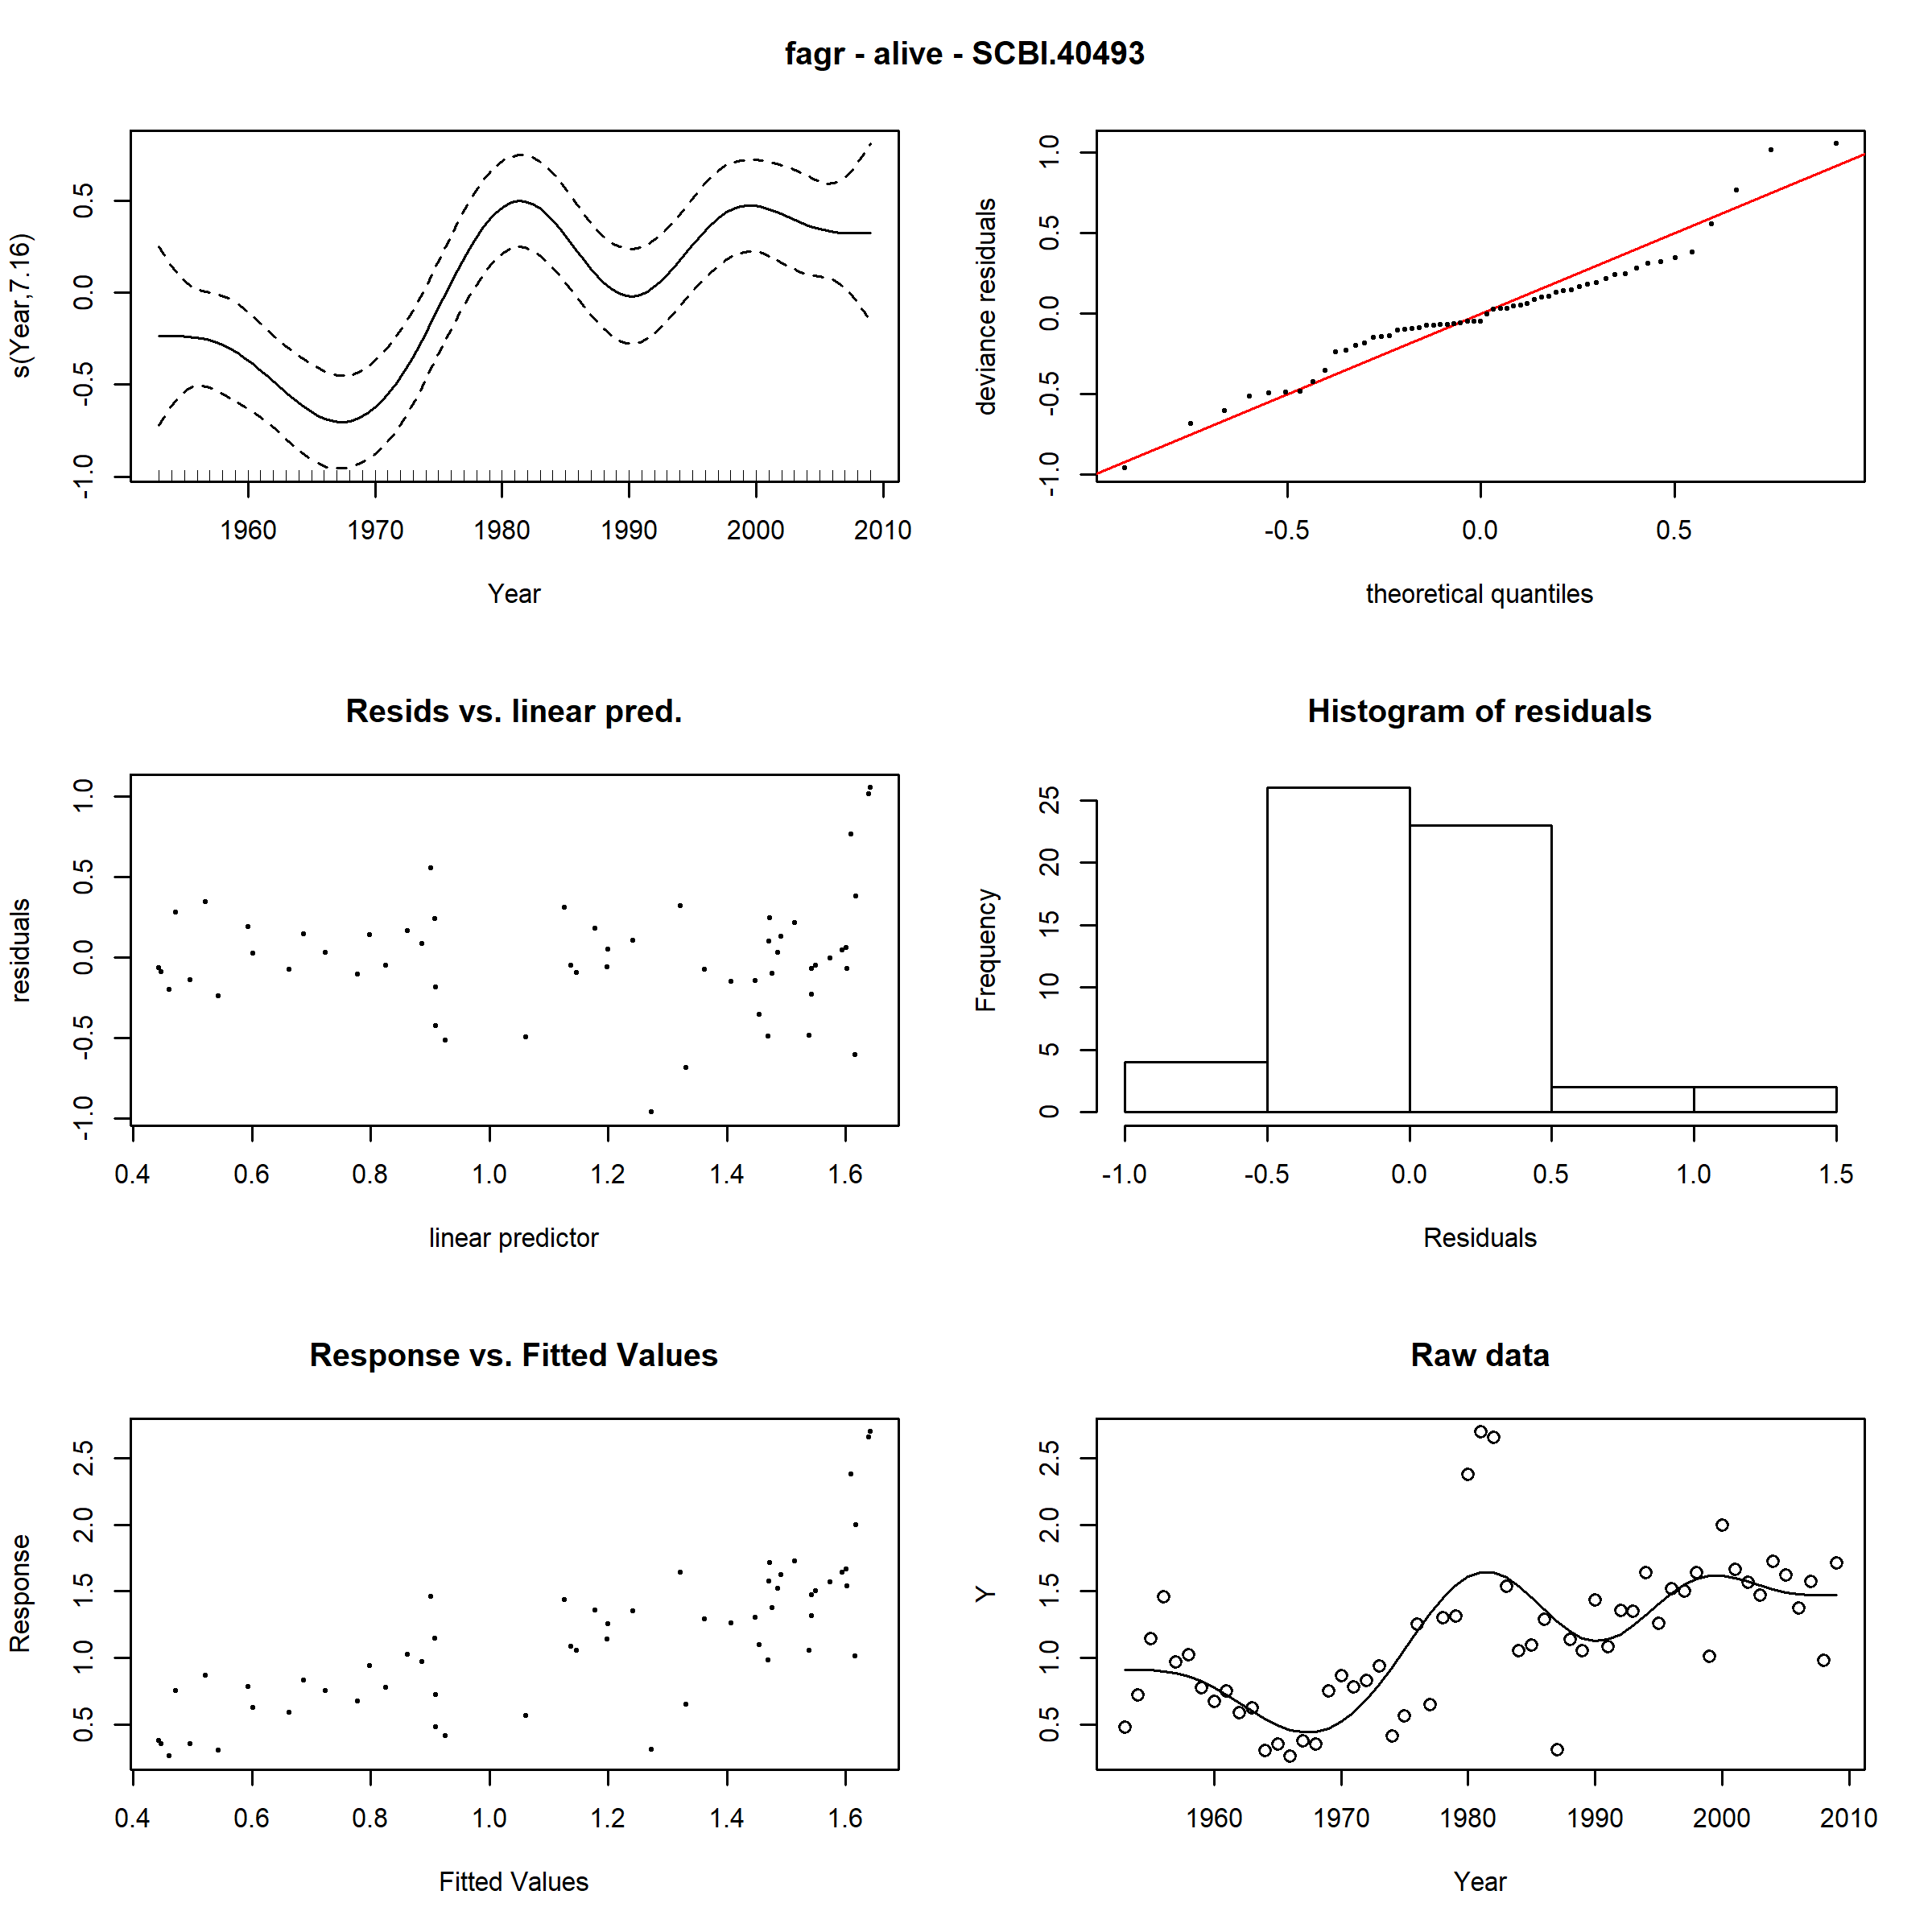 fagr - alive - SCBI.40493
s(Year,7.16)
0.5
0.0
-0.5
-1.0
1960 1970 1980 1990 2000 2010
Year
deviance residuals
1.0
0.5
0.0
-0.5
-1.0
-0.5 0.0 0.5
theoretical quantiles
Resids vs. linear pred.
residuals
1.0
0.5
0.0
-0.5
-1.0
0.4 0.6 0.8 1.0 1.2 1.4 1.6
linear predictor
Histogram of residuals
Frequency
25
20
15
10
5
0
-1.0 -0.5 0.0 0.5 1.0 1.5
Residuals
Response vs. Fitted Values
Response
2.5
2.0
1.5
1.0
0.5
0.4 0.6 0.8 1.0 1.2 1.4 1.6
Fitted Values
Raw data
Y
2.5
2.0
1.5
1.0
0.5
1960 1970 1980 1990 2000 2010
Year